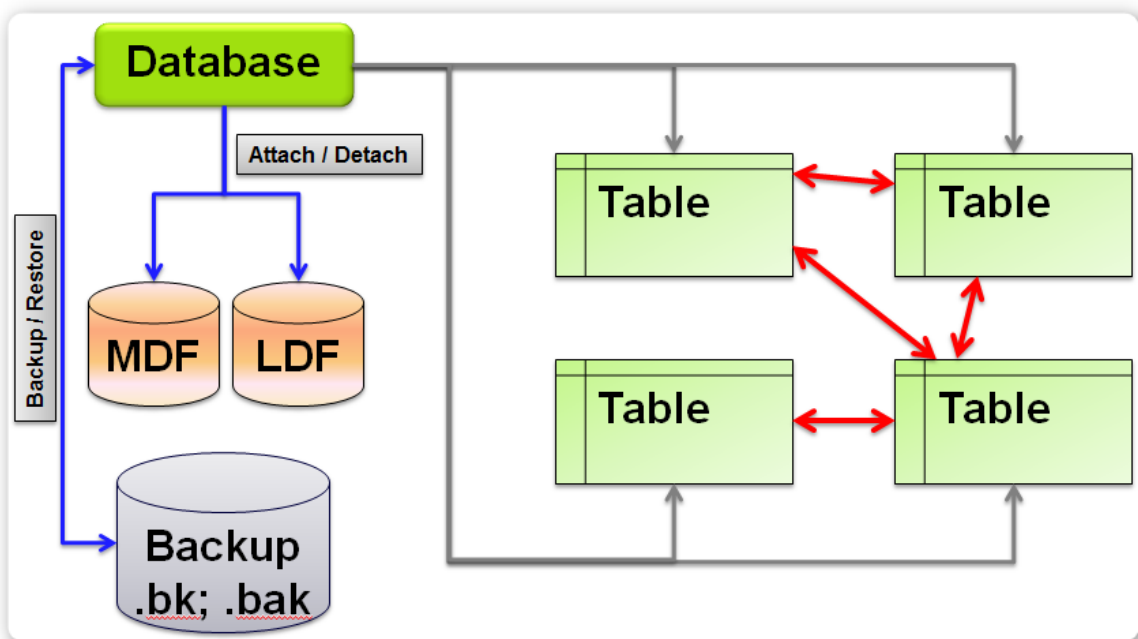 Database
Attach / Detach
Backup / Restore
MDF
LDF
Backup
.bk; .bak
Table
Table
Table
Table